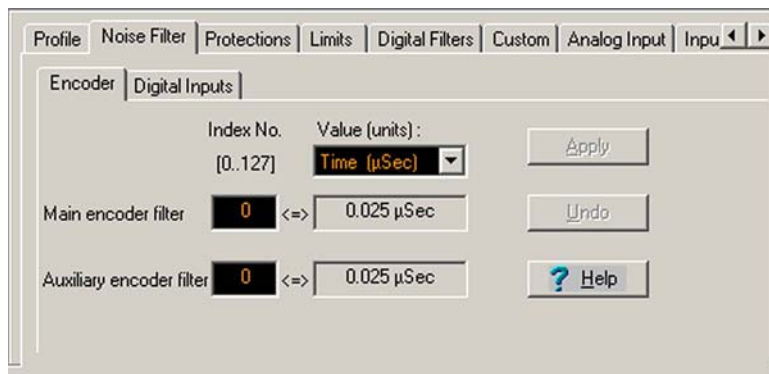 Profile Noise Filter Protections Limits Digital Filters Custom Analog Input Inpu
Encoder Digital Inputs
Index No. Value (units) :
[0..127] Time (µSec) Apply
Main encoder filter 0 <=> 0.025 µSec Undo
Auxiliary encoder filter 0 <=> 0.025 µSec ? Help